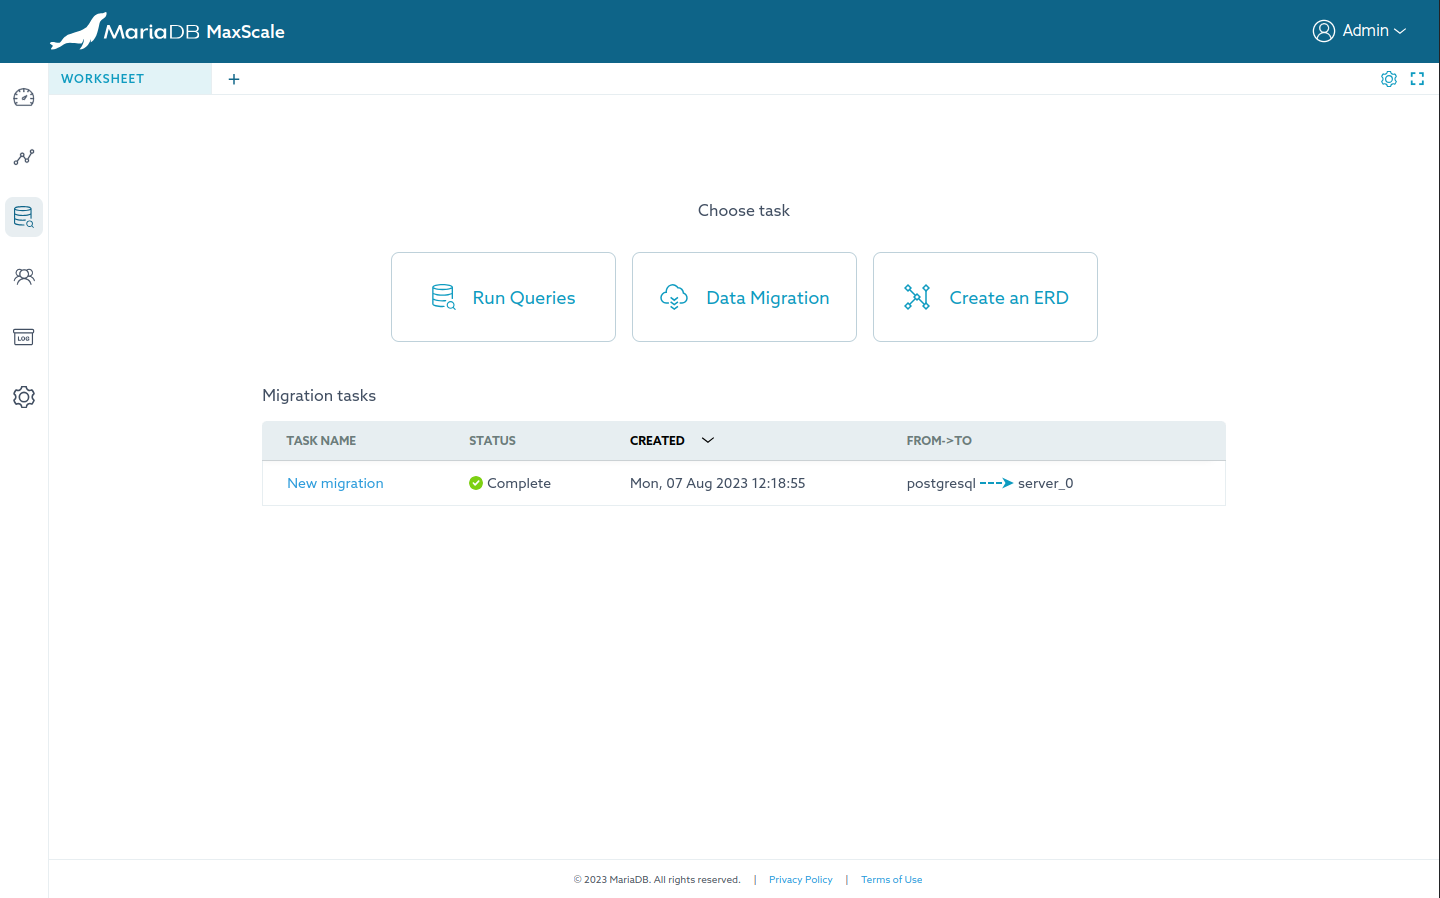 MariaDB MaxScale
Admin
WORKSHEET
+
Choose task
Run Queries
Data Migration
Create an ERD
LOG
Migration tasks
TASK NAME STATUS CREATED FROM->TO
New migration Complete Mon, 07 Aug 2023 12:18:55 postgresql server_0
© 2023 MariaDB. All rights reserved. | Privacy Policy | Terms of Use